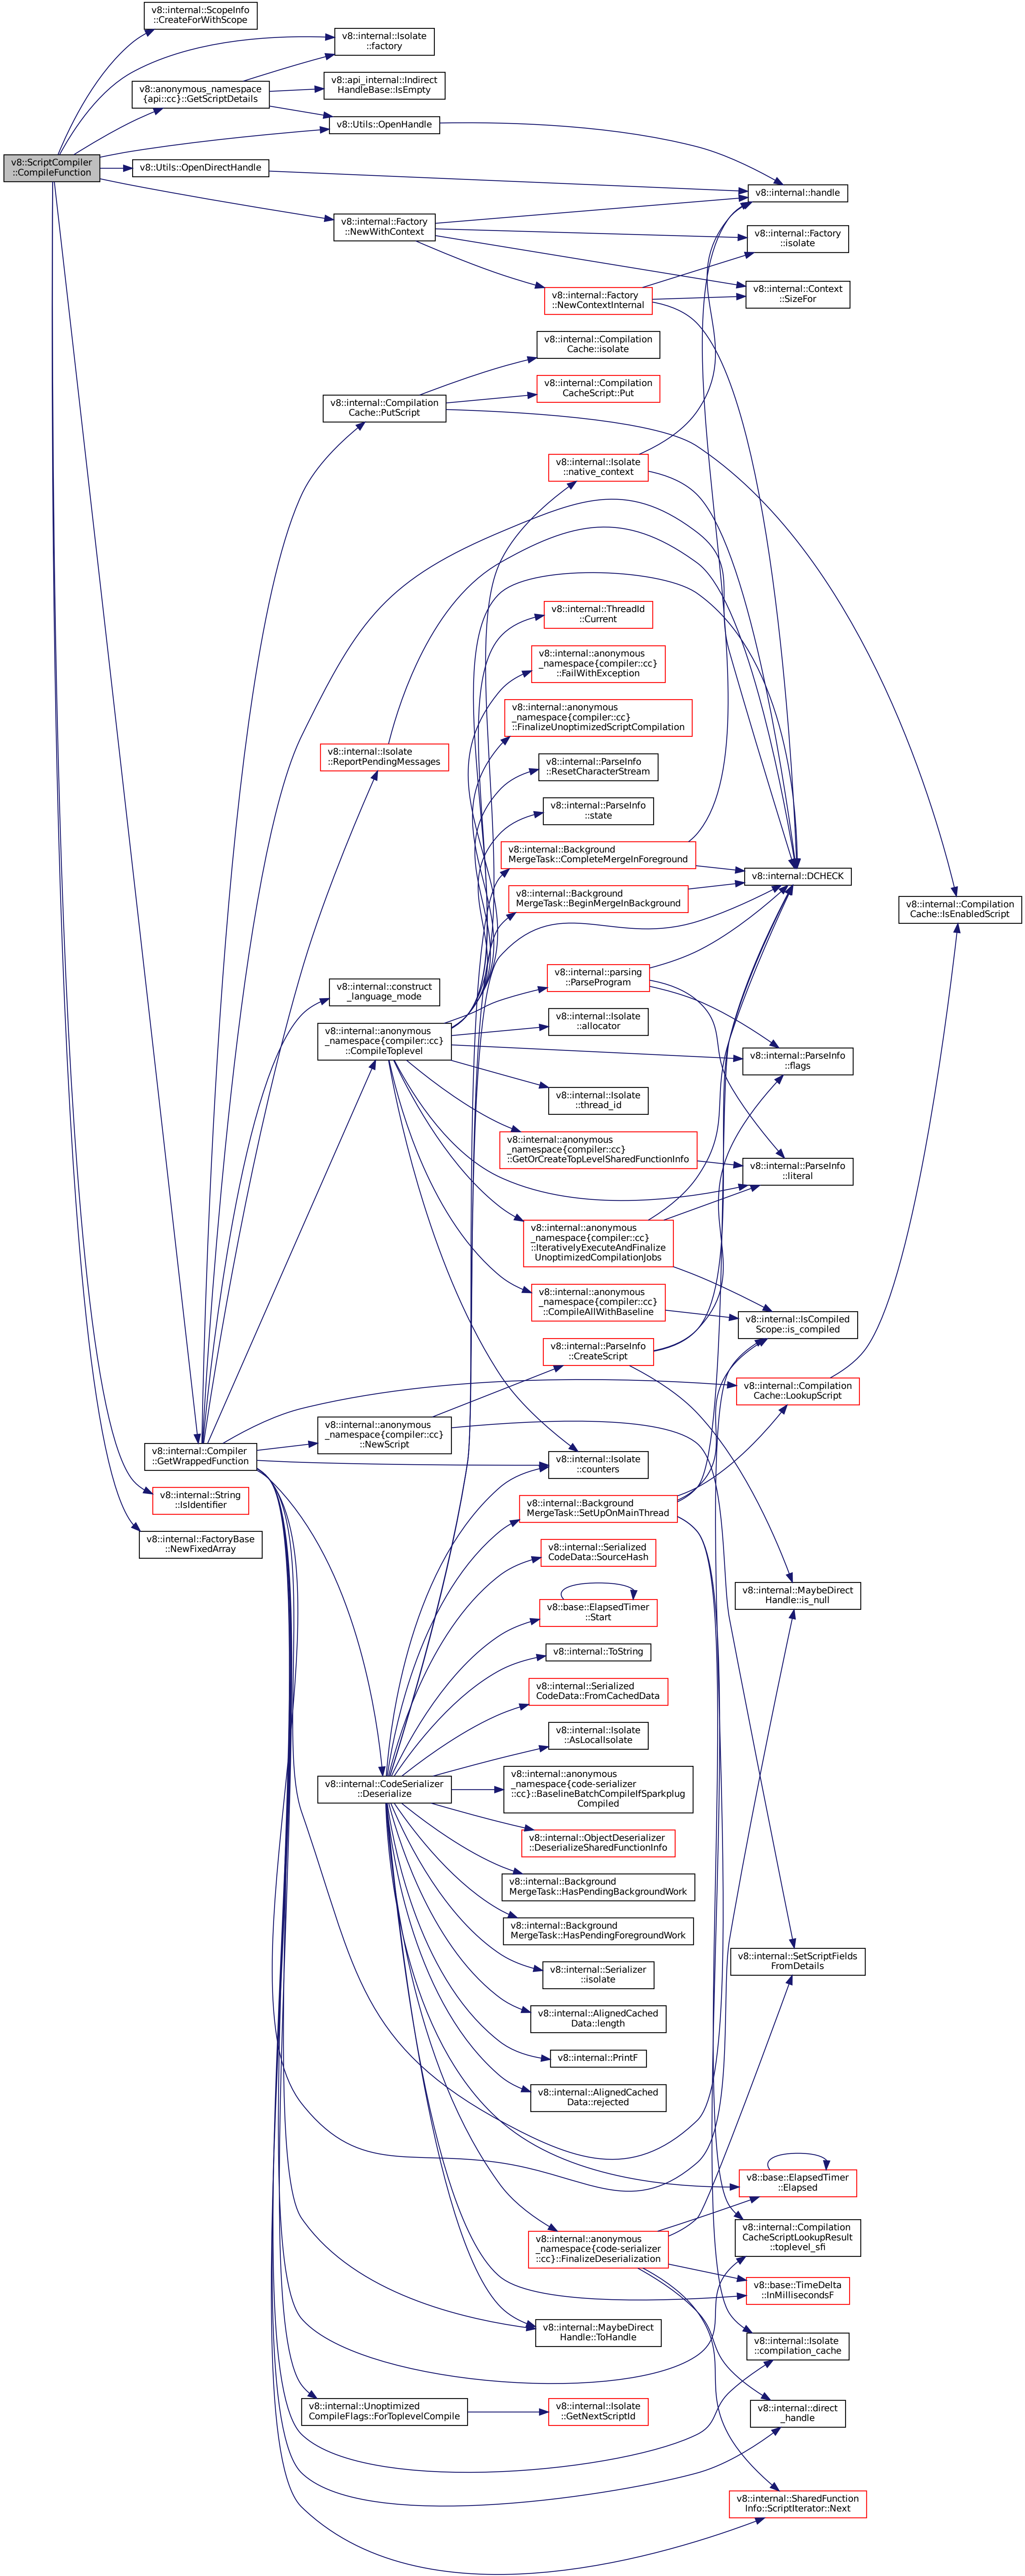 v8::internal::ScopeInfo
::CreateForWithScope
v8::internal::Isolate
::factory
v8::api_internal::Indirect
HandleBase::IsEmpty
v8::anonymous_namespace
{api::cc}::GetScriptDetails
v8::Utils::OpenHandle
v8::ScriptCompiler
::CompileFunction
v8::Utils::OpenDirectHandle
v8::internal::handle
v8::internal::Factory
::NewWithContext
v8::internal::Factory
::isolate
v8::internal::Factory
::NewContextInternal
v8::internal::Context
::SizeFor
v8::internal::Compilation
Cache::isolate
v8::internal::Compilation
CacheScript::Put
v8::internal::Compilation
Cache::PutScript
v8::internal::Isolate
::native_context
v8::internal::ThreadId
::Current
v8::internal::anonymous
_namespace{compiler::cc}
::FailWithException
v8::internal::anonymous
_namespace{compiler::cc}
::FinalizeUnoptimizedScriptCompilation
v8::internal::Isolate
::ReportPendingMessages
v8::internal::ParseInfo
::ResetCharacterStream
v8::internal::ParseInfo
::state
v8::internal::Background
MergeTask::CompleteMergeInForeground
v8::internal::DCHECK
v8::internal::Background
MergeTask::BeginMergeInBackground
v8::internal::Compilation
Cache::IsEnabledScript
v8::internal::parsing
::ParseProgram
v8::internal::construct
_language_mode
v8::internal::Isolate
::allocator
v8::internal::anonymous
_namespace{compiler::cc}
::CompileToplevel
v8::internal::ParseInfo
::flags
v8::internal::Isolate
::thread_id
v8::internal::anonymous
_namespace{compiler::cc}
::GetOrCreateTopLevelSharedFunctionInfo
v8::internal::ParseInfo
::literal
v8::internal::anonymous
_namespace{compiler::cc}
::IterativelyExecuteAndFinalize
UnoptimizedCompilationJobs
v8::internal::anonymous
_namespace{compiler::cc}
::CompileAllWithBaseline
v8::internal::IsCompiled
Scope::is_compiled
v8::internal::ParseInfo
::CreateScript
v8::internal::Compilation
Cache::LookupScript
v8::internal::anonymous
_namespace{compiler::cc}
::NewScript
v8::internal::Compiler
::GetWrappedFunction
v8::internal::Isolate
::counters
v8::internal::String
::IsIdentifier
v8::internal::Background
MergeTask::SetUpOnMainThread
v8::internal::FactoryBase
::NewFixedArray
v8::internal::Serialized
CodeData::SourceHash
v8::internal::MaybeDirect
Handle::is_null
v8::base::ElapsedTimer
::Start
v8::internal::ToString
v8::internal::Serialized
CodeData::FromCachedData
v8::internal::Isolate
::AsLocalIsolate
v8::internal::CodeSerializer
::Deserialize
v8::internal::anonymous
_namespace{code-serializer
::cc}::BaselineBatchCompileIfSparkplug
Compiled
v8::internal::ObjectDeserializer
::DeserializeSharedFunctionInfo
v8::internal::Background
MergeTask::HasPendingBackgroundWork
v8::internal::Background
MergeTask::HasPendingForegroundWork
v8::internal::SetScriptFields
FromDetails
v8::internal::Serializer
::isolate
v8::internal::AlignedCached
Data::length
v8::internal::PrintF
v8::internal::AlignedCached
Data::rejected
v8::base::ElapsedTimer
::Elapsed
v8::internal::Compilation
CacheScriptLookupResult
::toplevel_sfi
v8::internal::anonymous
_namespace{code-serializer
::cc}::FinalizeDeserialization
v8::base::TimeDelta
::InMillisecondsF
v8::internal::MaybeDirect
Handle::ToHandle
v8::internal::Isolate
::compilation_cache
v8::internal::Unoptimized
CompileFlags::ForToplevelCompile
v8::internal::Isolate
::GetNextScriptId
v8::internal::direct
_handle
v8::internal::SharedFunction
Info::ScriptIterator::Next